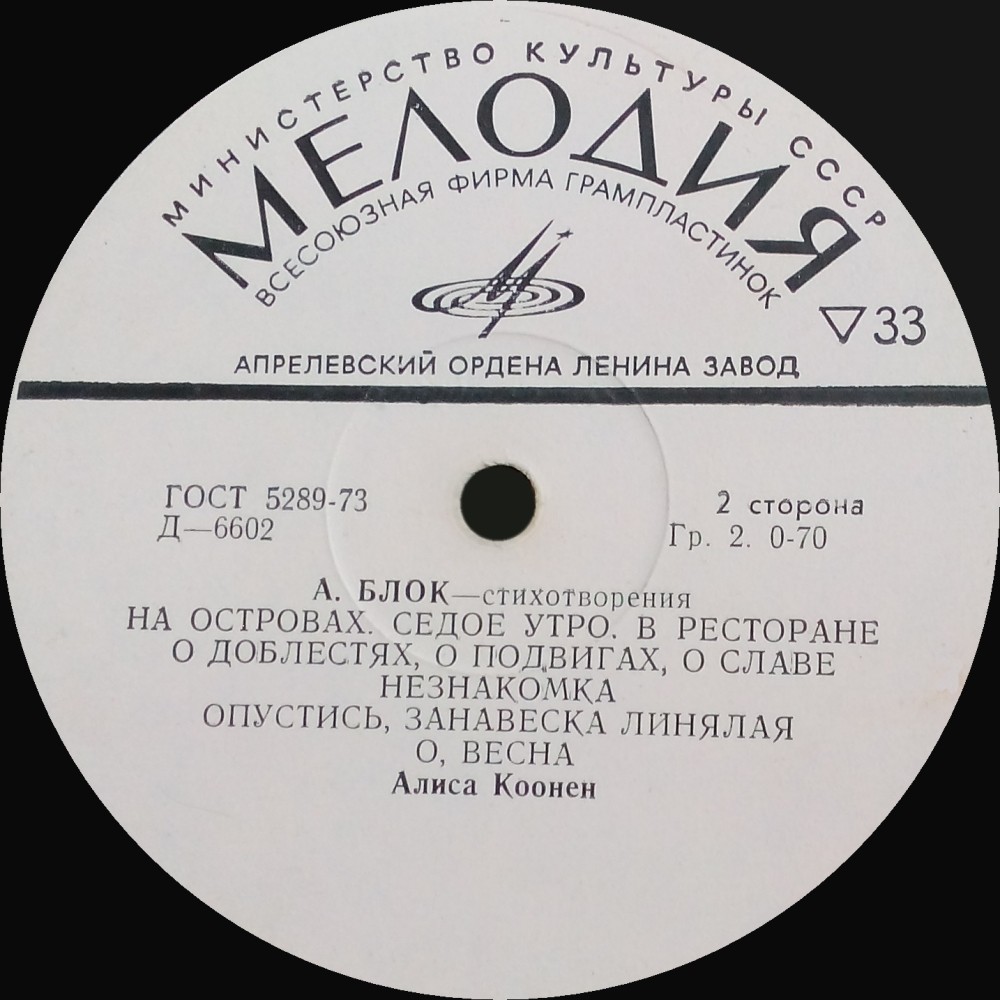 МИНИСТЕРСТВО КУЛЬТУРЫ СССР
МЕЛОДИЯ
ВСЕСОЮЗНАЯ ФИРМА ГРАМПЛАСТИНОК
▽33
АПРЕЛЕВСКИЙ ОРДЕНА ЛЕНИНА ЗАВОД
ГОСТ 5289-73
2 сторона
Д—6602
Гр. 2. 0-70
А. БЛОК—стихотворения
НА ОСТРОВАХ. СЕДОЕ УТРО. В РЕСТОРАНЕ
О ДОБЛЕСТЯХ, О ПОДВИГАХ, О СЛАВЕ
НЕЗНАКОМКА
ОПУСТИСЬ, ЗАНАВЕСКА ЛИНЯЛАЯ
О, ВЕСНА
Алиса Коонен